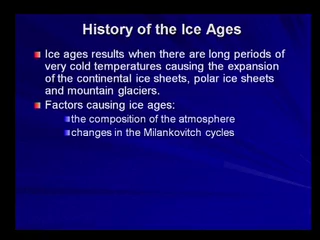 History of the Ice Ages
Ice ages results when there are long periods of
very cold temperatures causing the expansion
of the continental ice sheets, polar ice sheets
and mountain glaciers.
Factors causing ice ages:
the composition of the atmosphere
changes in the Milankovitch cycles